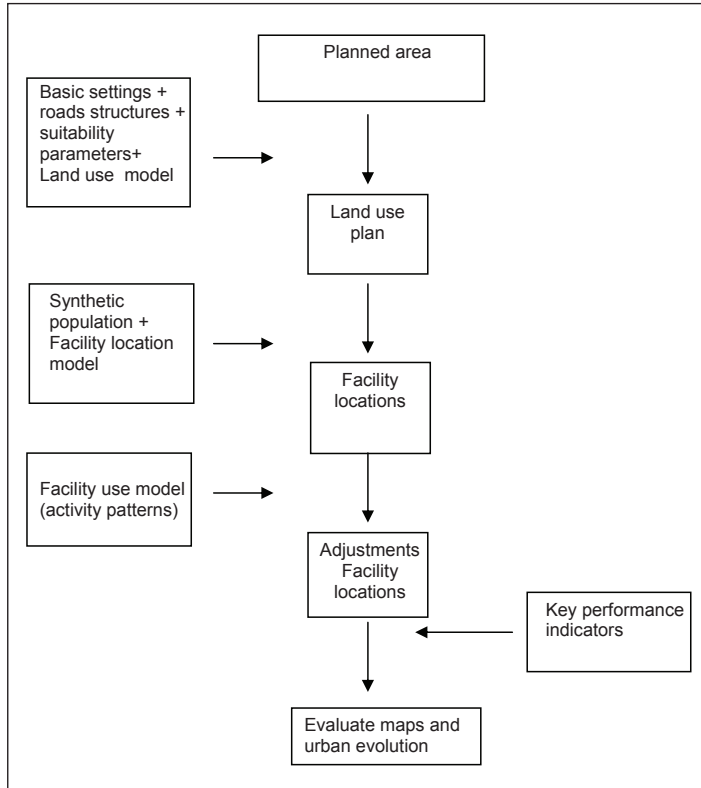 Planned area
Basic settings +
roads structures +
suitability
parameters+
Land use model
Land use
plan
Synthetic
population +
Facility location
model
Facility
locations
Facility use model
(activity patterns)
Adjustments
Facility
locations
Key performance
indicators
Evaluate maps and
urban evolution